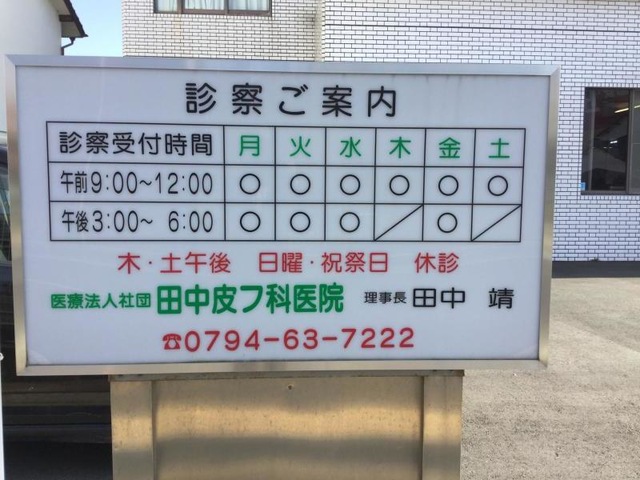 診察ご案内
診察受付時間 月 火 水 木 金 土
午前9:00～12:00 ○ ○ ○ ○ ○ ○
午後3:00～ 6:00 ○ ○ ○ ／ ○ ／
木・土午後 日曜・祝祭日 休診
医療法人社団 田中皮フ科医院 理事長 田中 靖
☎0794-63-7222